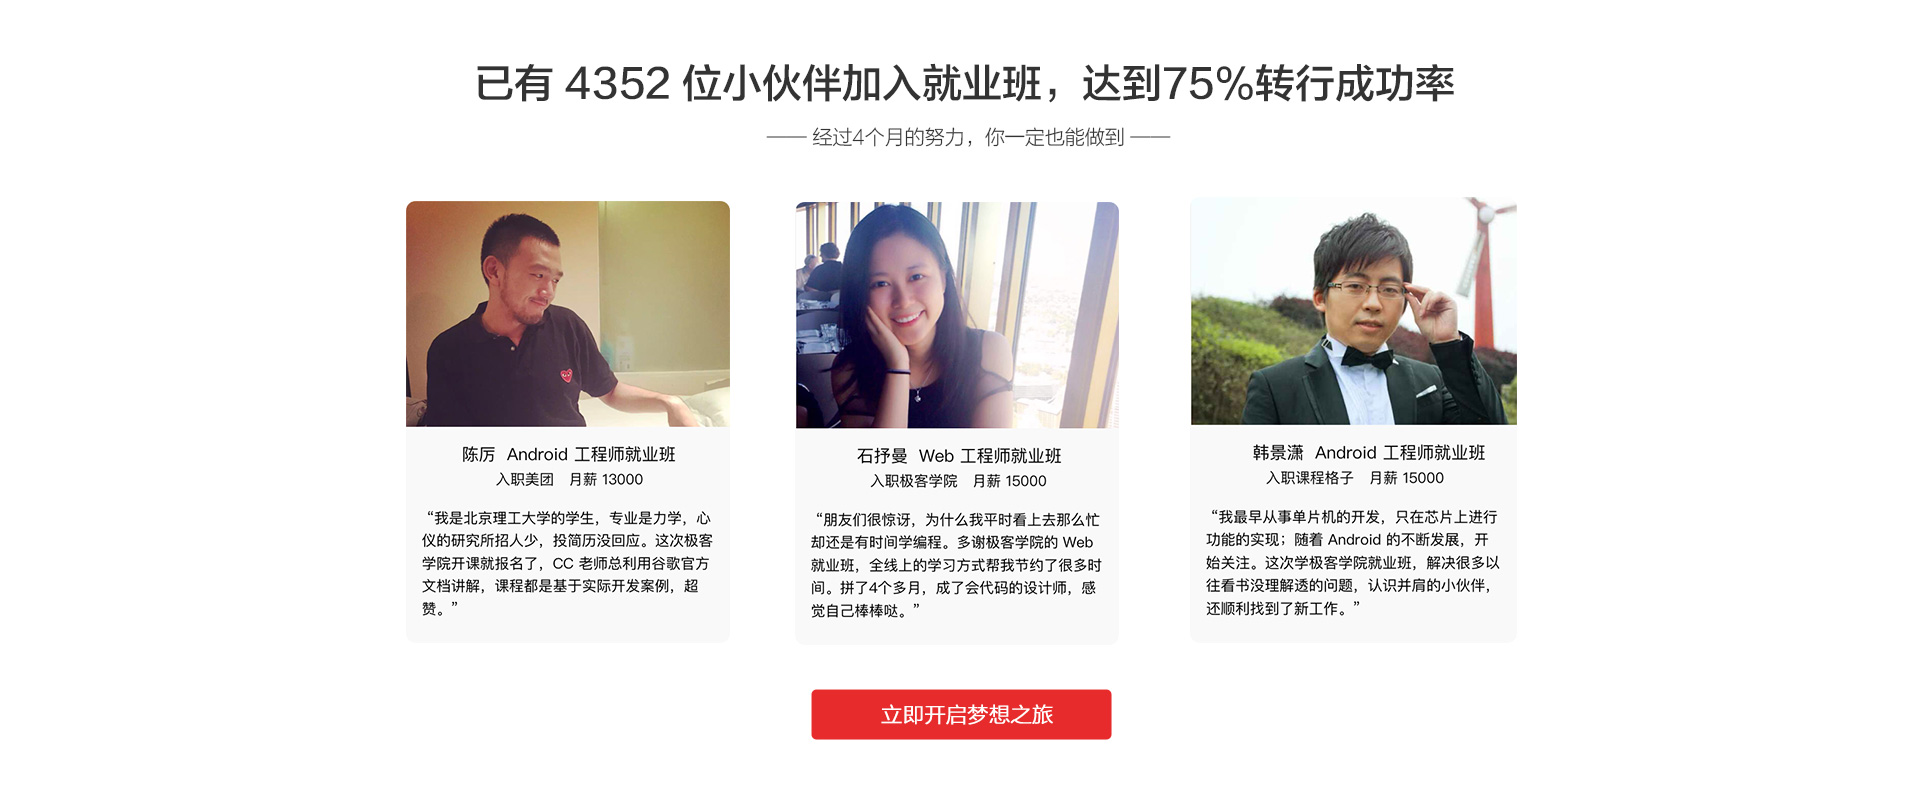 已有 4352 位小伙伴加入就业班，达到75%转行成功率
—— 经过4个月的努力，你一定也能做到 ——
陈厉 Android 工程师就业班
入职美团 月薪 13000
“我是北京理工大学的学生，专业是力学，心
仪的研究所招人少，投简历没回应。这次极客
学院开课就报名了，CC 老师总利用谷歌官方
文档讲解，课程都是基于实际开发案例，超
赞。”
石抒曼 Web 工程师就业班
入职极客学院 月薪 15000
“朋友们很惊讶，为什么我平时看上去那么忙
却还是有时间学编程。多谢极客学院的 Web
就业班，全线上的学习方式帮我节约了很多时
间。拼了4个多月，成了会代码的设计师，感
觉自己棒棒哒。”
韩景潇 Android 工程师就业班
入职课程格子 月薪 15000
“我最早从事单片机的开发，只在芯片上进行
功能的实现；随着 Android 的不断发展，开
始关注。这次学极客学院就业班，解决很多以
往看书没理解透的问题，认识并肩的小伙伴，
还顺利找到了新工作。”
立即开启梦想之旅